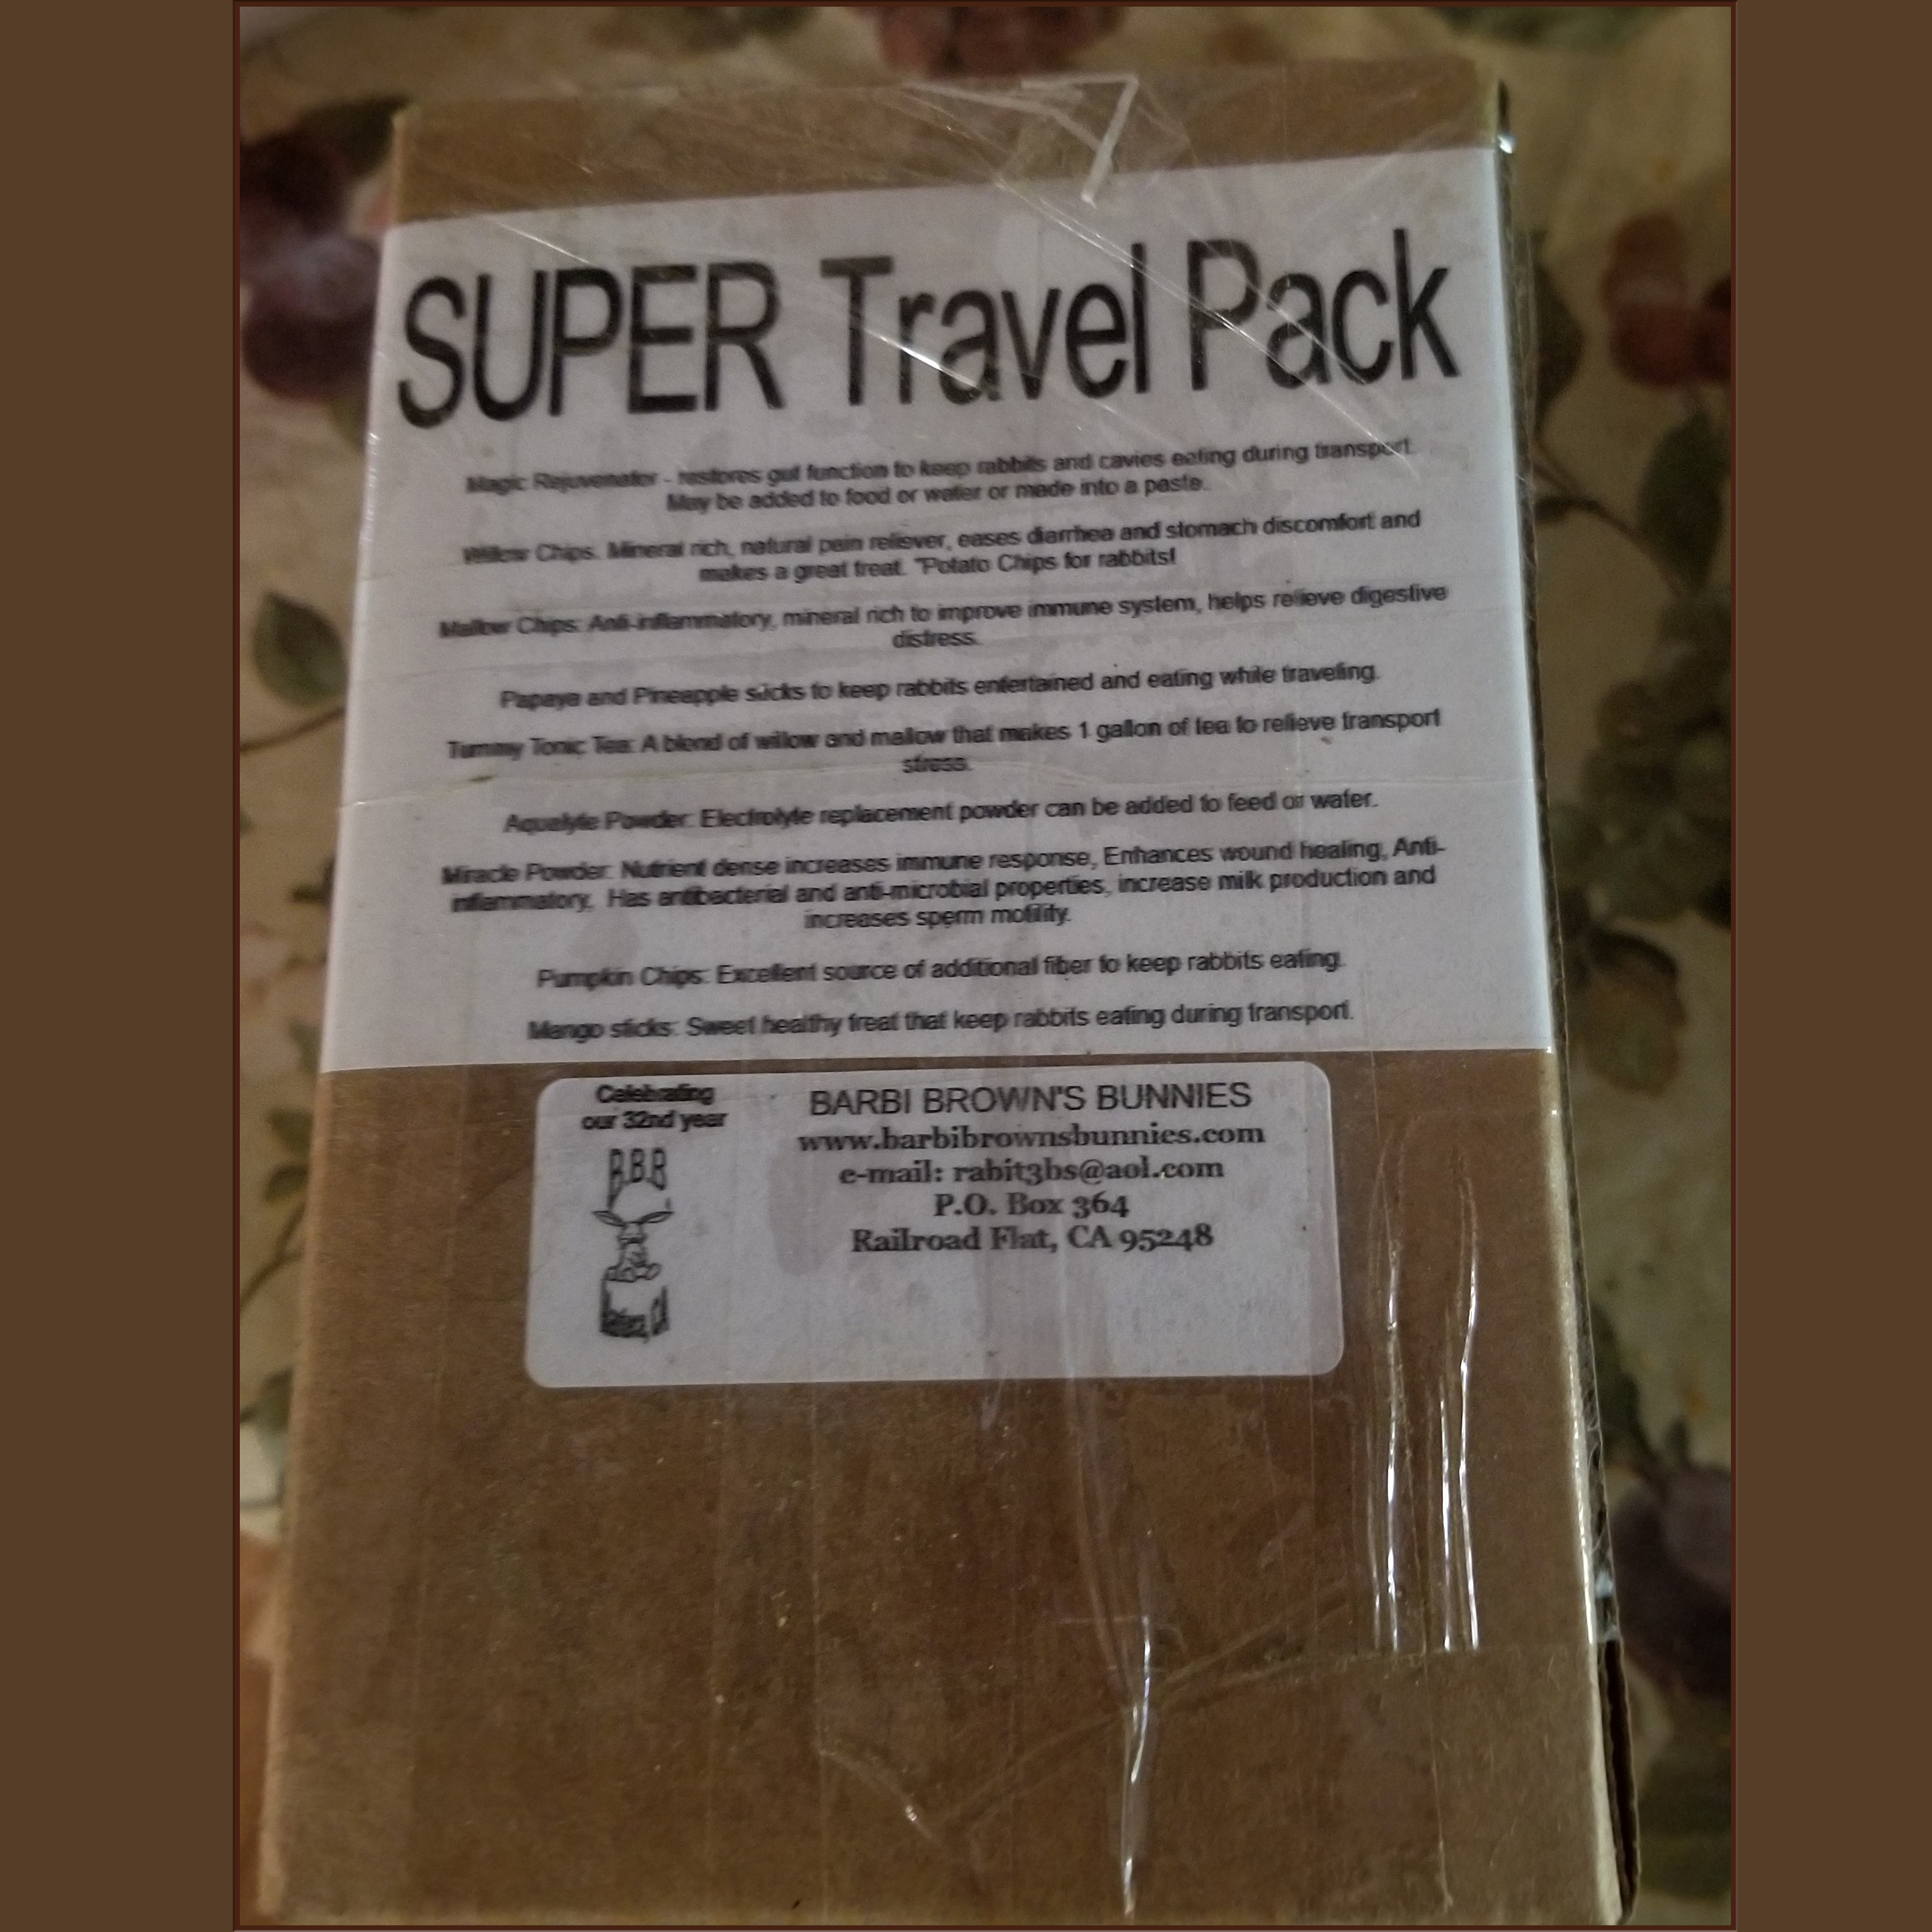 SUPER Travel Pack
Magic Rejuvenator - restores gut function to keep rabbits and cavies eating during transport.
May be added to food or water or made into a paste.
Willow Chips. Mineral rich, natural pain reliever, eases diarrhea and stomach discomfort and
makes a great treat. "Potato Chips for rabbits!
Mallow Chips: Anti-inflammatory, mineral rich to improve immune system, helps relieve digestive
distress.
Papaya and Pineapple sticks to keep rabbits entertained and eating while traveling.
Tummy Tonic Tea: A blend of willow and mallow that makes 1 gallon of tea to relieve transport
stress.
Aqualyte Powder: Electrolyte replacement powder can be added to feed or water.
Miracle Powder: Nutrient dense increases immune response, Enhances wound healing, Anti-
inflammatory, Has antibacterial and anti-microbial properties, increase milk production and
increases sperm motility.
Pumpkin Chips: Excellent source of additional fiber to keep rabbits eating.
Mango sticks: Sweet healthy treat that keep rabbits eating during transport.
Celebrating
our 32nd year
B.B.B
BARBI BROWN'S BUNNIES
www.barbibrownsbunnies.com
e-mail: rabit3bs@aol.com
P.O. Box 364
Railroad Flat, CA 95248